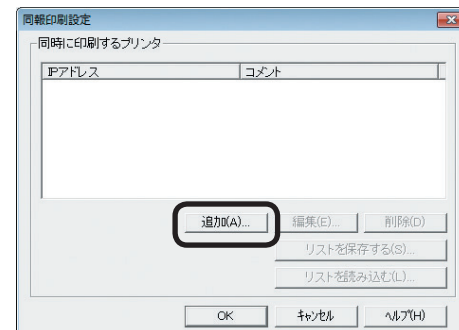 同報印刷設定
同時に印刷するプリンタ
IPアドレス コメント
追加(A)... 編集(E)... 削除(D)
リストを保存する(S)...
リストを読み込む(L)...
OK キャンセル ヘルプ(H)